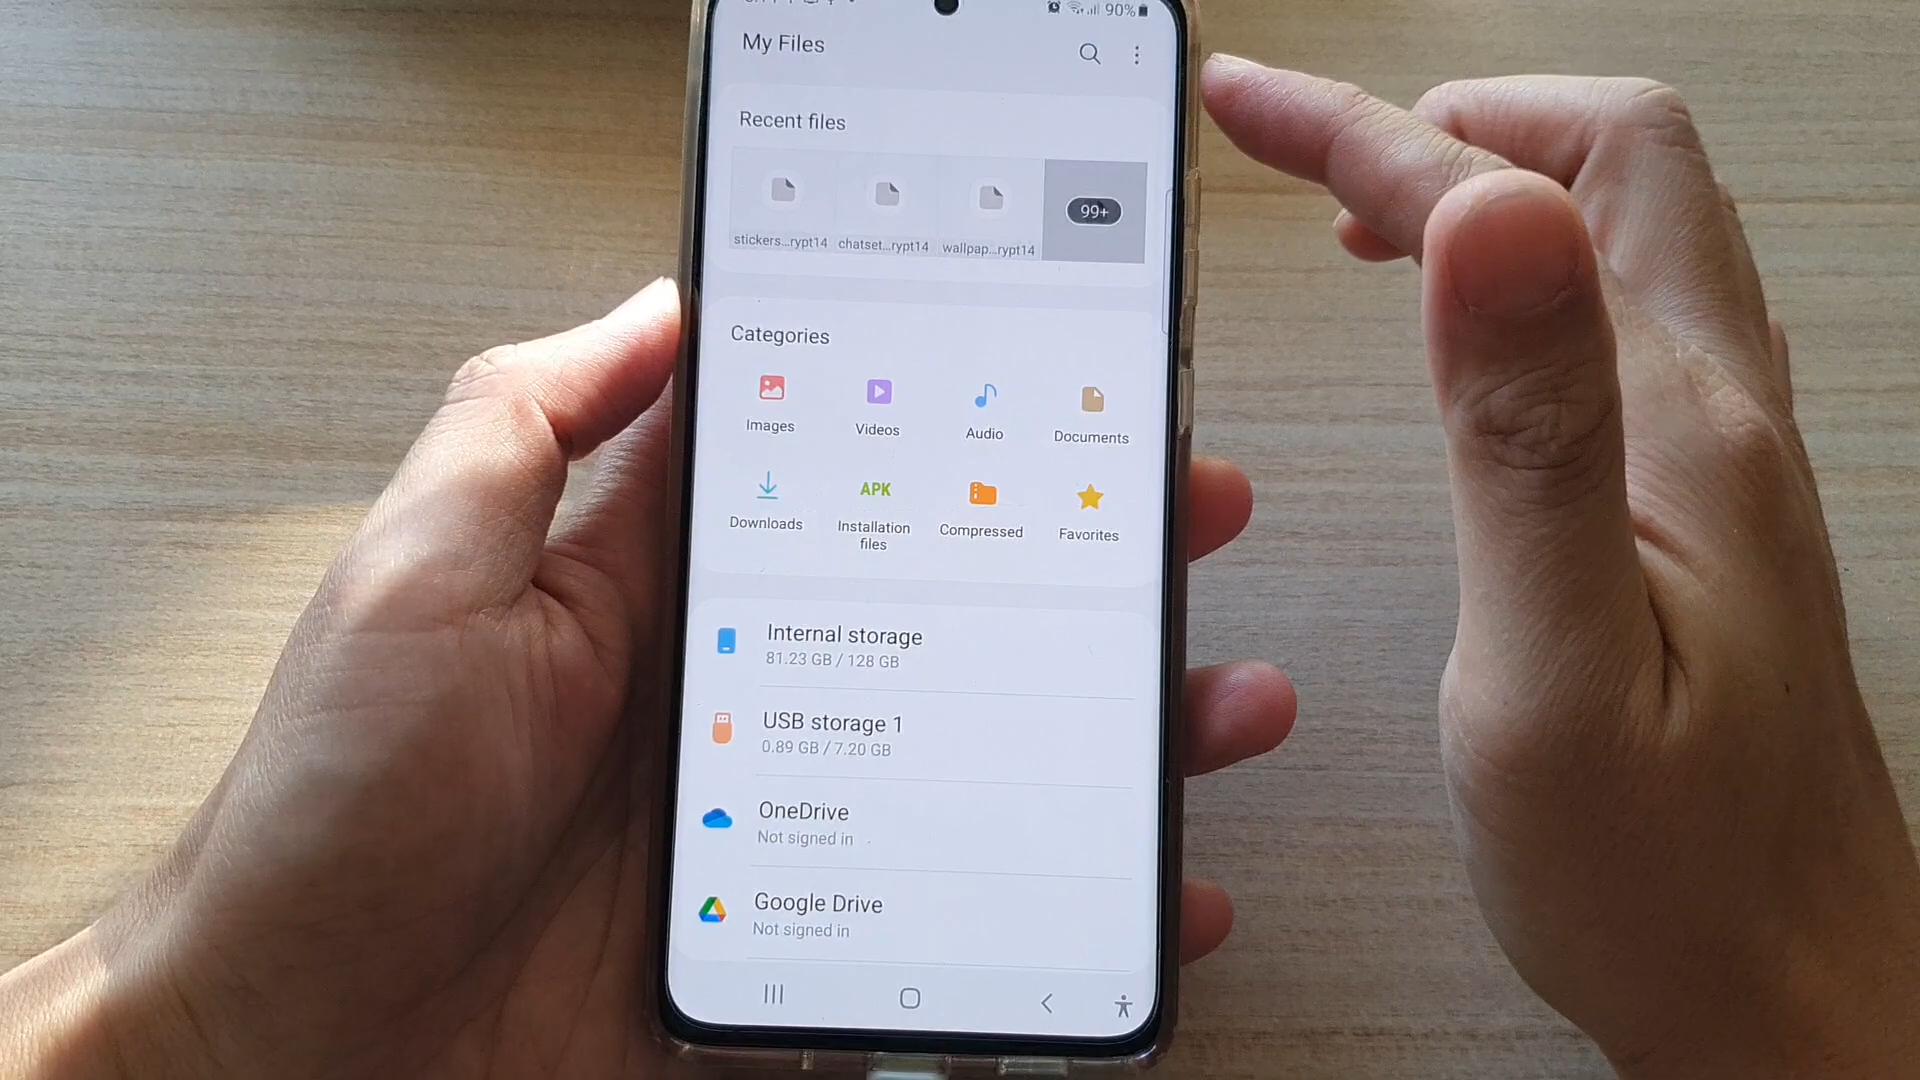 90%
My Files
Recent files
stickers...rypt14 chatset...rypt14 wallpap...rypt14 99+
Categories
Images Videos Audio Documents
APK
Downloads Installation files Compressed Favorites
Internal storage
81.23 GB / 128 GB
USB storage 1
0.89 GB / 7.20 GB
OneDrive
Not signed in
Google Drive
Not signed in